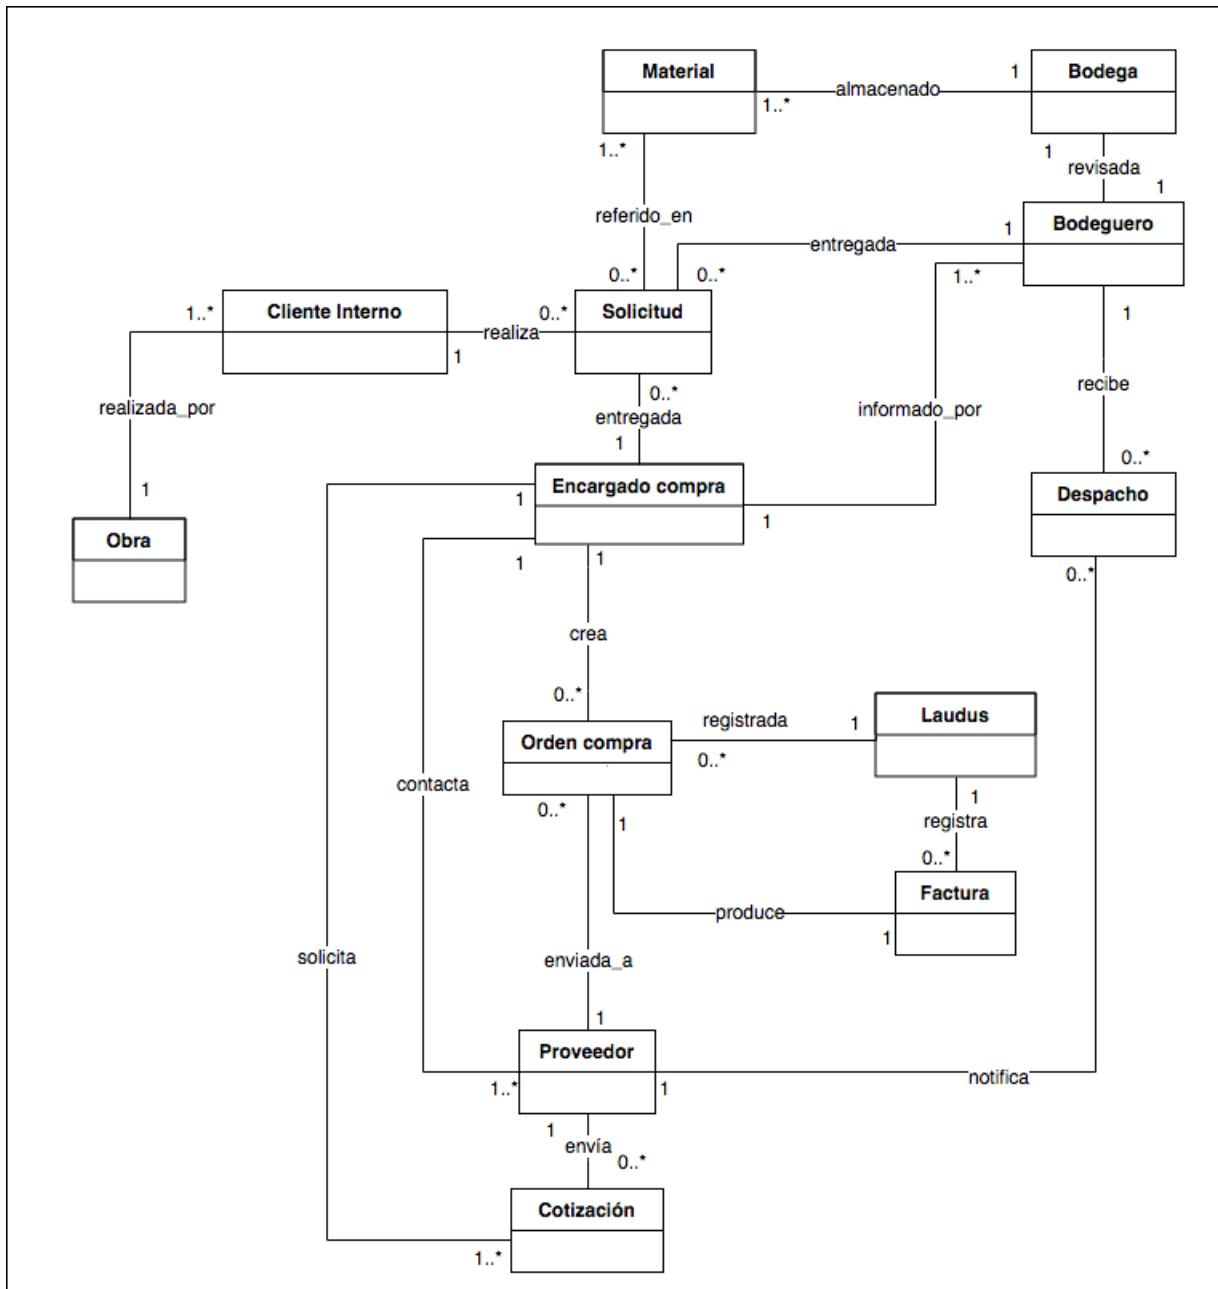 Material
1
Bodega
almacenado
1..*
1..*
1
revisada
1
referido_en
1
Bodeguero
entregada
0..*
0..*
1..*
1..*
Cliente Interno
0..*
Solicitud
1
realiza
1
0..*
recibe
realizada_por
entregada
informado_por
1
0..*
1
Encargado compra
1
Despacho
1
Obra
1
1
0..*
crea
0..*
registrada
1
Laudus
Orden compra
0..*
contacta
1
0..*
1
registra
0..*
Factura
produce
1
solicita
enviada_a
1
Proveedor
1..*
1
notifica
1
envía
0..*
Cotización
1..*